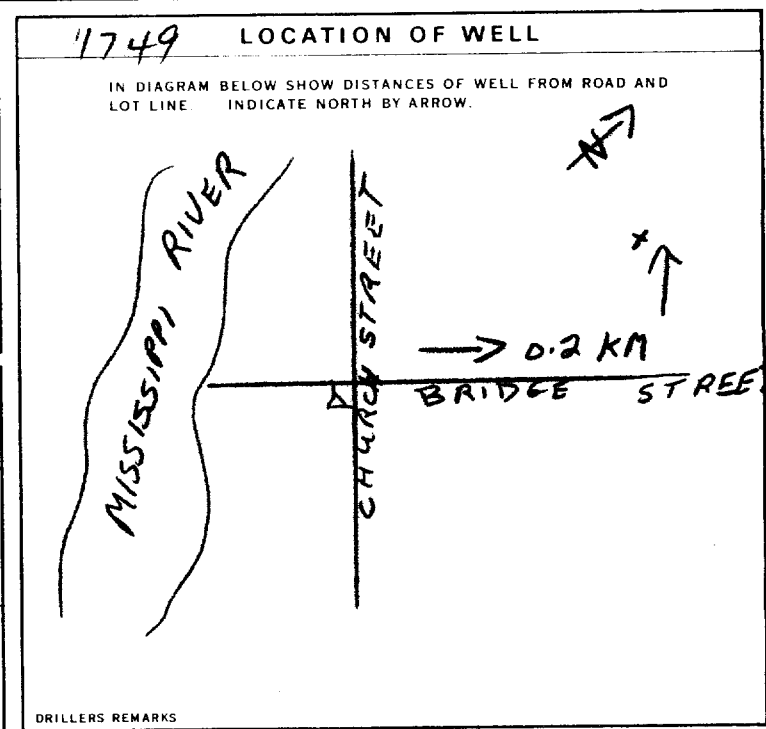 1749 LOCATION OF WELL
IN DIAGRAM BELOW SHOW DISTANCES OF WELL FROM ROAD AND
LOT LINE. INDICATE NORTH BY ARROW.
N
MISSISSIPPI RIVER
CHURCH STREET
x
0.2 KM
BRIDGE STREE
DRILLERS REMARKS